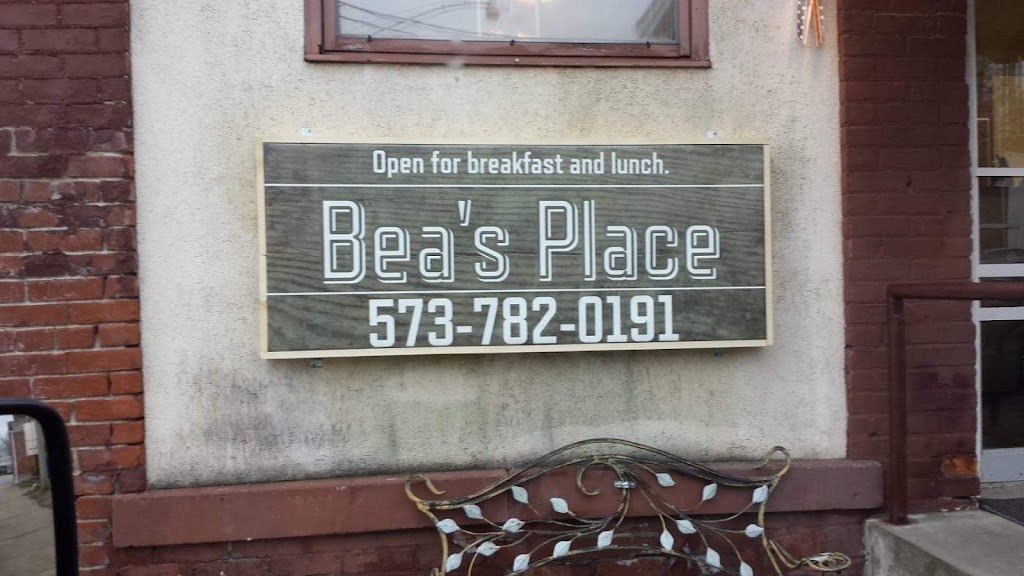 Open for breakfast and lunch.
Bea's Place
573-782-0191